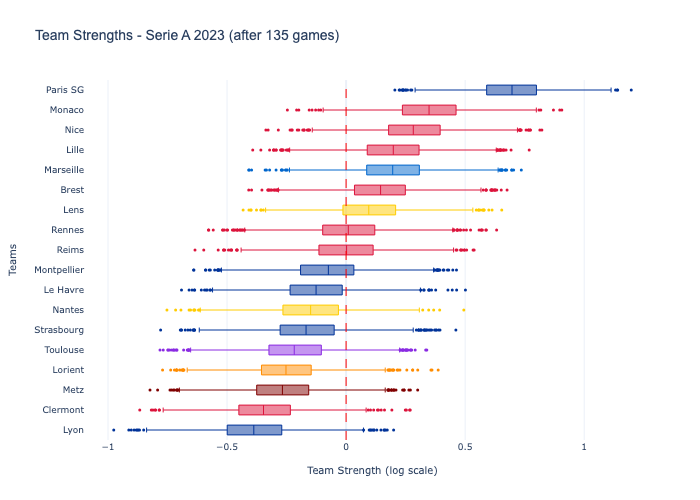 Team Strengths - Serie A 2023 (after 135 games)
Paris SG
Monaco
Nice
Lille
Marseille
Brest
Lens
Rennes
Reims
Montpellier
Le Havre
Nantes
Strasbourg
Toulouse
Lorient
Metz
Clermont
Lyon
Teams
−1 −0.5 0 0.5 1
Team Strength (log scale)